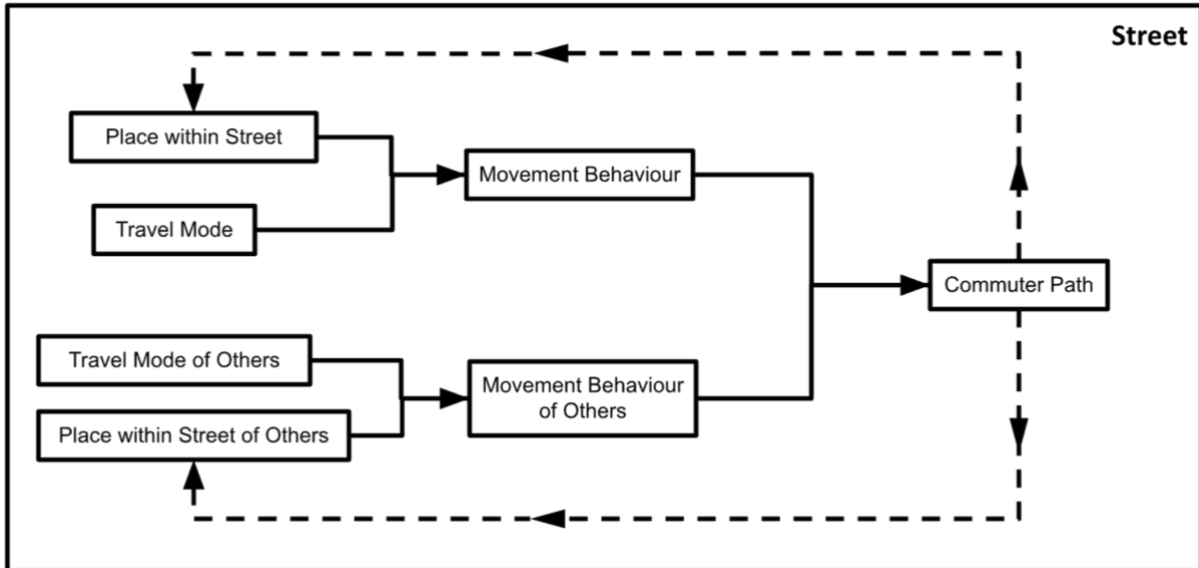 Street
Place within Street
Movement Behaviour
Travel Mode
Commuter Path
Travel Mode of Others
Movement Behaviour
of Others
Place within Street of Others